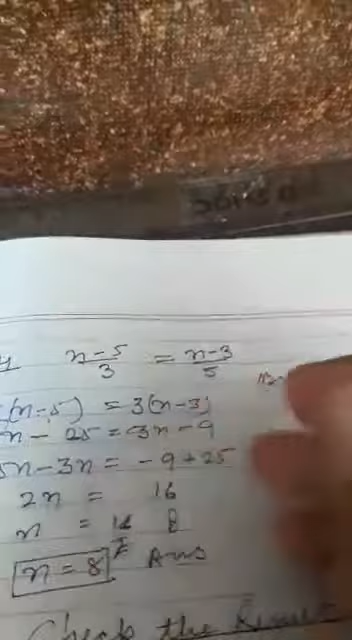 x-5/3 = x-3/5
(x-5) = 3(x-3)
x - 25 = 3x - 9
5x - 3x = -9 + 25
2x = 16
x = 16 8
x = 8 Ans
Check the